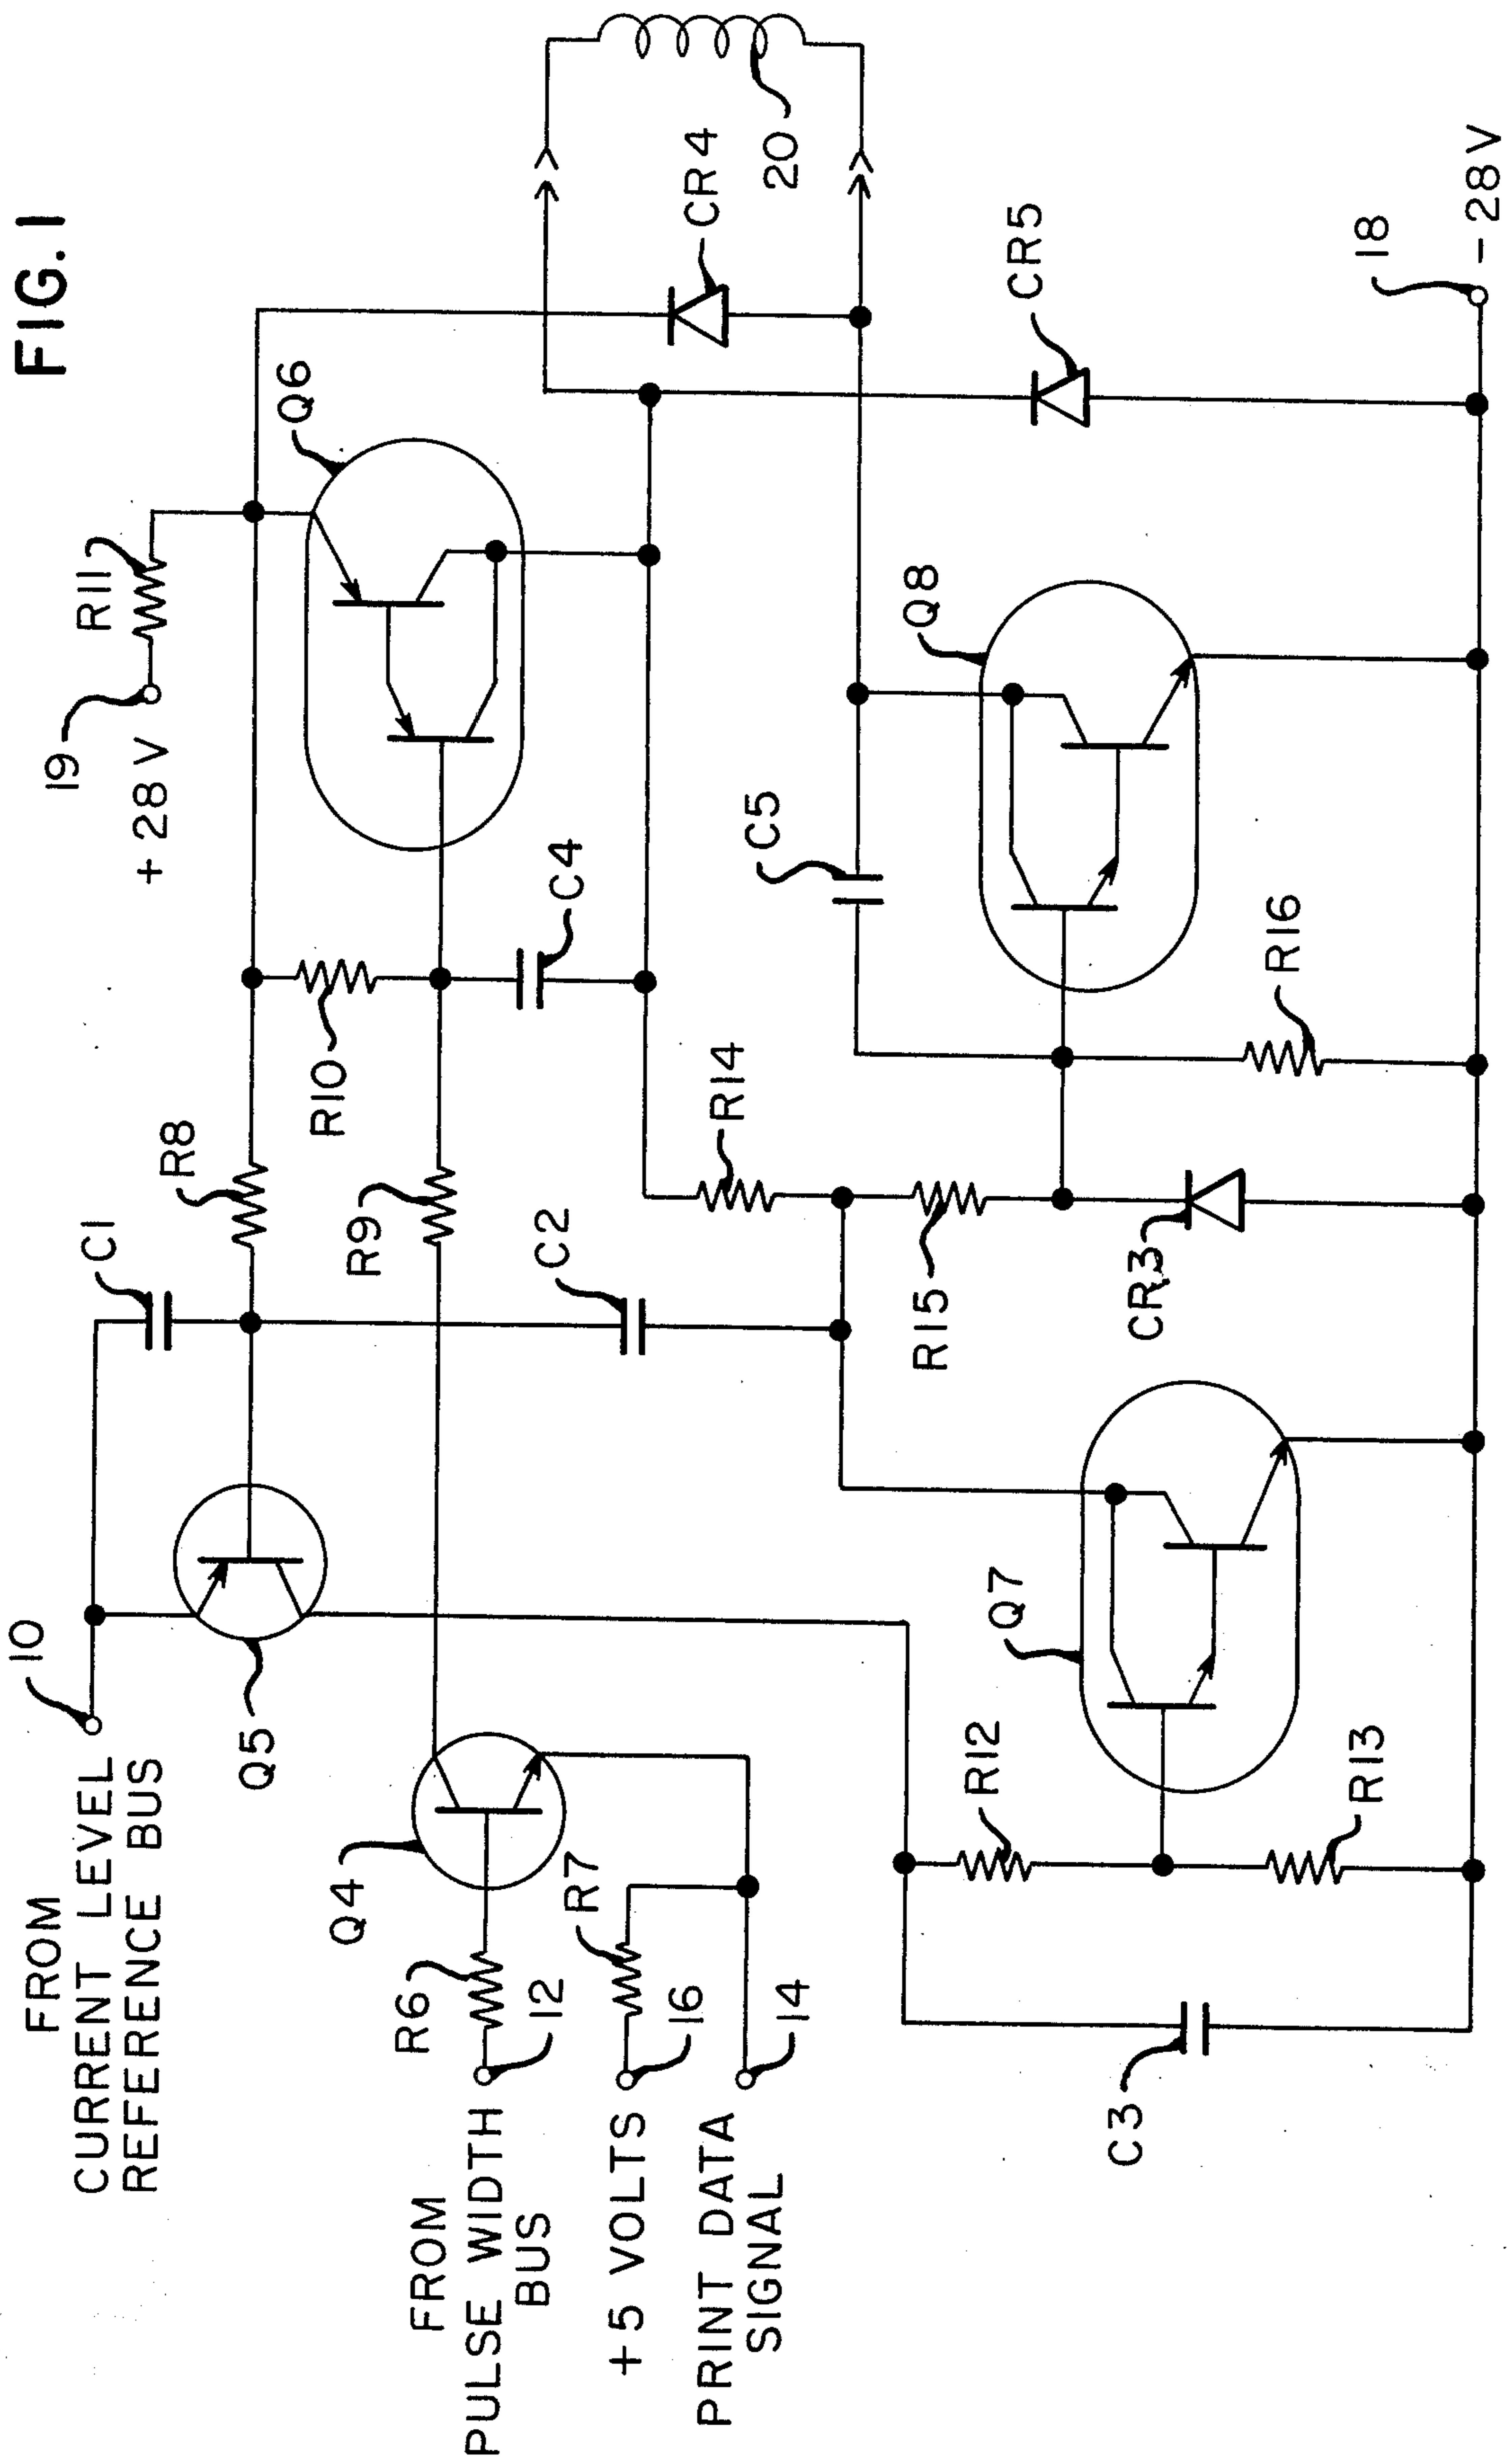 FIG. 1
FROM
CURRENT LEVEL
REFERENCE BUS
10
C1
R8
19
+28 V
R11
Q6
Q5
R9
R10
C4
C2
R14
CR4
20
FROM
PULSE WIDTH
BUS
R6
12
Q4
+5 VOLTS
16
R7
PRINT DATA
SIGNAL
14
C5
Q8
CR5
R15
CR3
R16
Q7
R12
R13
C3
18
-28 V